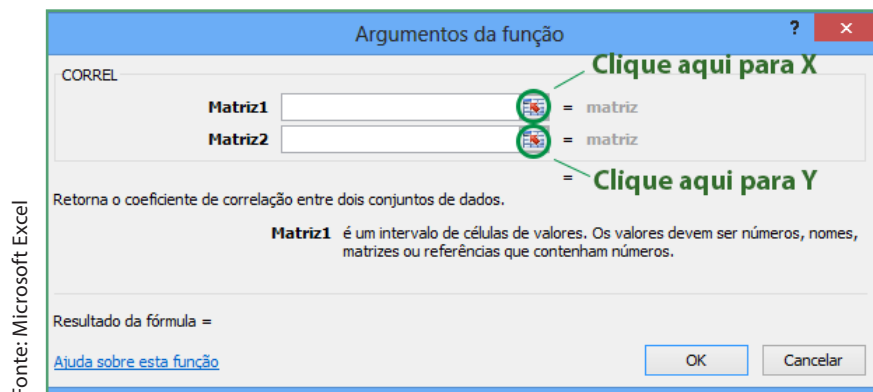 Argumentos da função
? ×
Clique aqui para X
CORREL
Matriz1 = matriz
Matriz2 = matriz
= Clique aqui para Y
Retorna o coeficiente de correlação entre dois conjuntos de dados.
Matriz1 é um intervalo de células de valores. Os valores devem ser números, nomes,
matrizes ou referências que contenham números.
Resultado da fórmula =
Ajuda sobre esta função
OK Cancelar
Fonte: Microsoft Excel